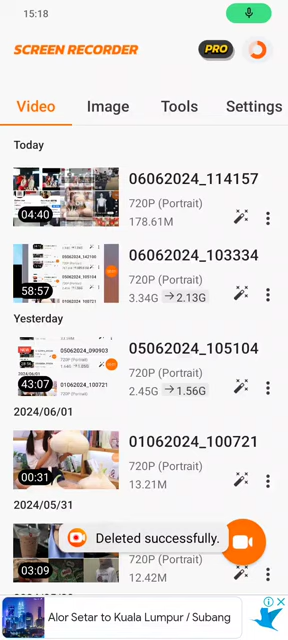 15:18
SCREEN RECORDER
PRO
Video
Image
Tools
Settings
Today
04:40
06062024_114157
720P (Portrait)
178.61M
58:57
06062024_103334
720P (Portrait)
3.34G → 2.13G
Yesterday
43:07
05062024_105104
720P (Portrait)
2.45G → 1.56G
2024/06/01
00:31
01062024_100721
720P (Portrait)
13.21M
2024/05/31
03:09
Deleted successfully.
720P (Portrait)
12.42M
Alor Setar to Kuala Lumpur / Subang